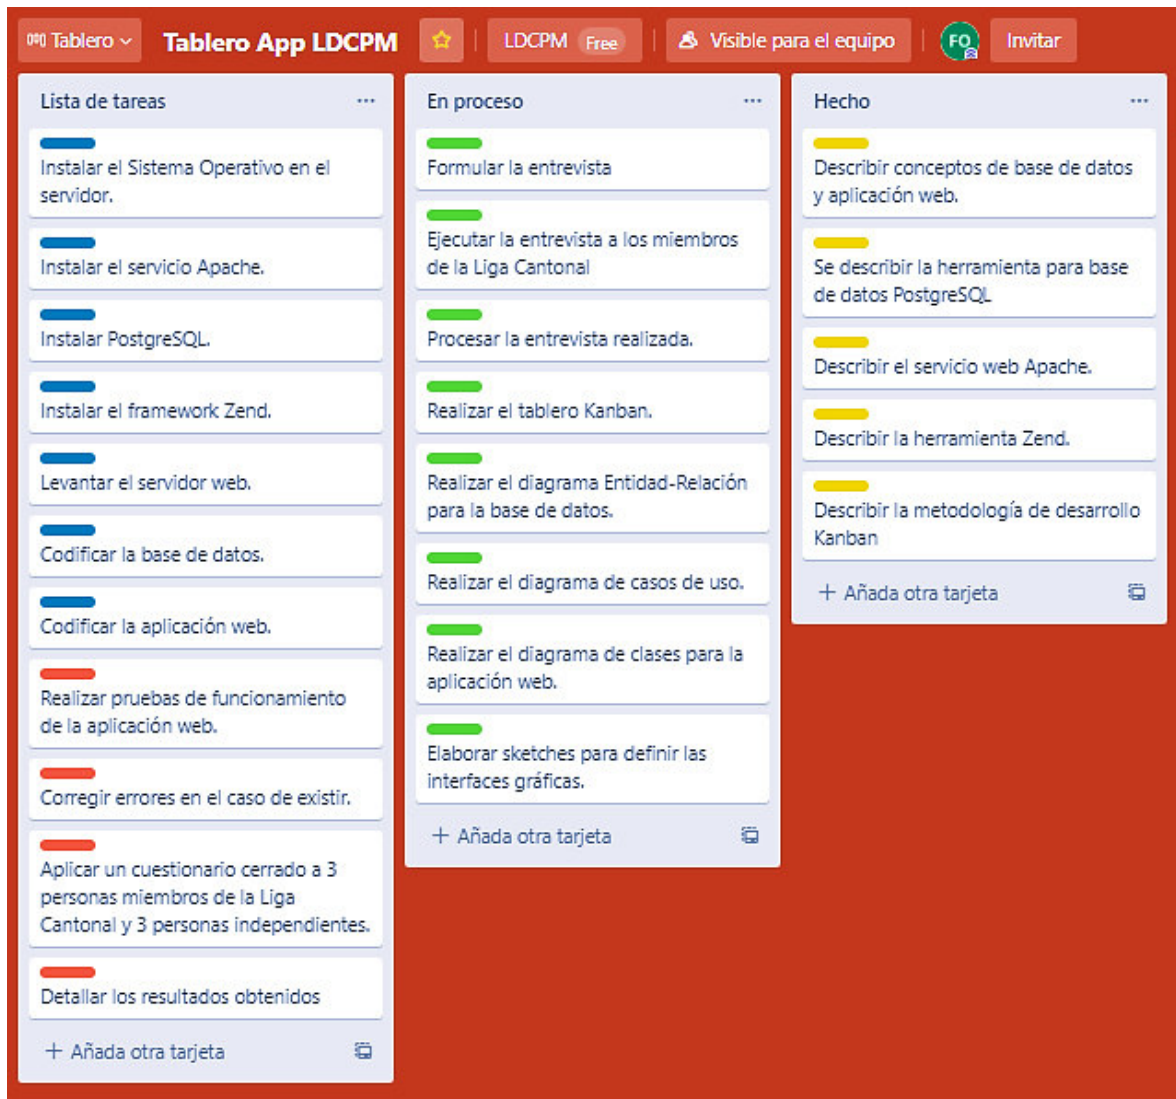 Tablero
Tablero App LDCPM
LDCPM Free
Visible para el equipo
FO
Invitar
Lista de tareas
Instalar el Sistema Operativo en el
servidor.
Instalar el servicio Apache.
Instalar PostgreSQL.
Instalar el framework Zend.
Levantar el servidor web.
Codificar la base de datos.
Codificar la aplicación web.
Realizar pruebas de funcionamiento
de la aplicación web.
Corregir errores en el caso de existir.
Aplicar un cuestionario cerrado a 3
personas miembros de la Liga
Cantonal y 3 personas independientes.
Detallar los resultados obtenidos
+ Añada otra tarjeta
En proceso
Formular la entrevista
Ejecutar la entrevista a los miembros
de la Liga Cantonal
Procesar la entrevista realizada.
Realizar el tablero Kanban.
Realizar el diagrama Entidad-Relación
para la base de datos.
Realizar el diagrama de casos de uso.
Realizar el diagrama de clases para la
aplicación web.
Elaborar sketches para definir las
interfaces gráficas.
+ Añada otra tarjeta
Hecho
Describir conceptos de base de datos
y aplicación web.
Se describir la herramienta para base
de datos PostgreSQL
Describir el servicio web Apache.
Describir la herramienta Zend.
Describir la metodología de desarrollo
Kanban
+ Añada otra tarjeta